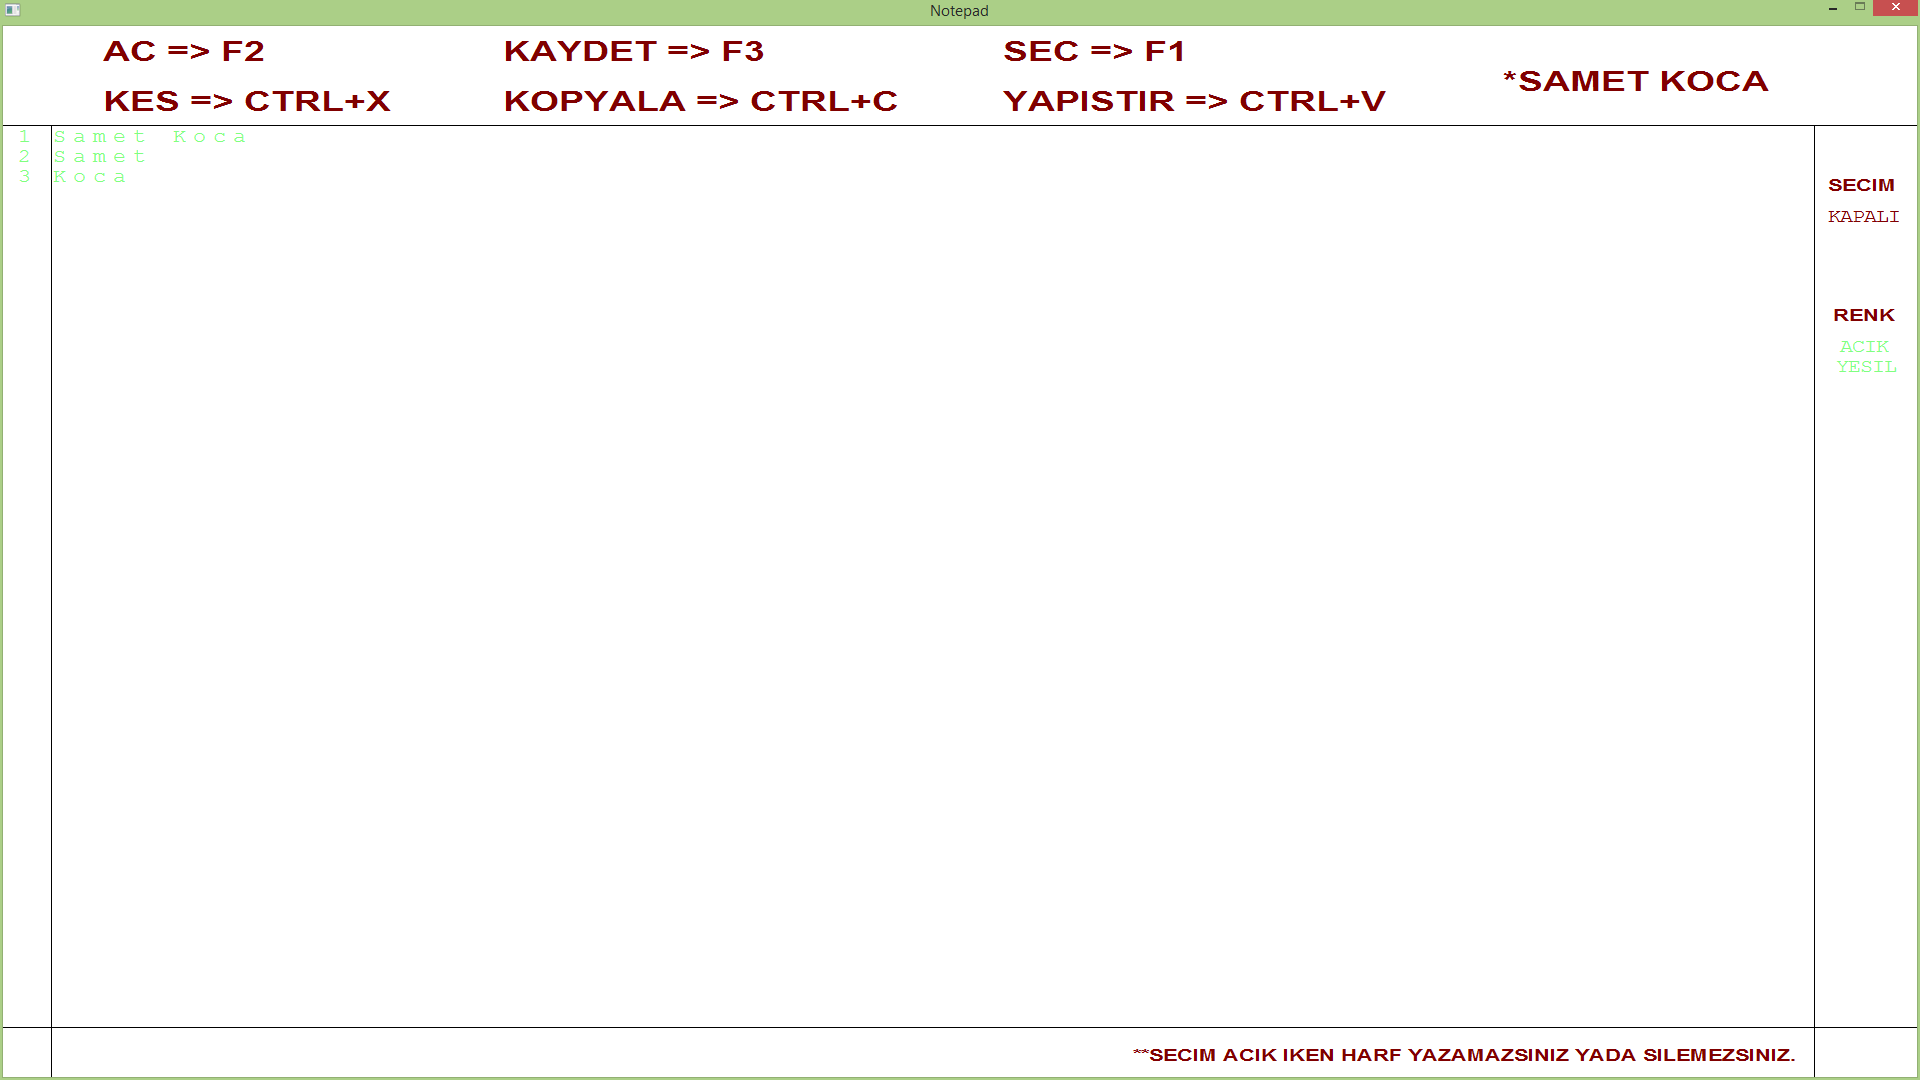 Notepad
AC => F2 KAYDET => F3 SEC => F1
*SAMET KOCA
KES => CTRL+X KOPYALA => CTRL+C YAPISTIR => CTRL+V
1 Samet Koca
2 Samet
3 Koca
SECIM
KAPALI
RENK
ACIK
YESIL
**SECIM ACIK IKEN HARF YAZAMAZSINIZ YADA SILEMEZSINIZ.